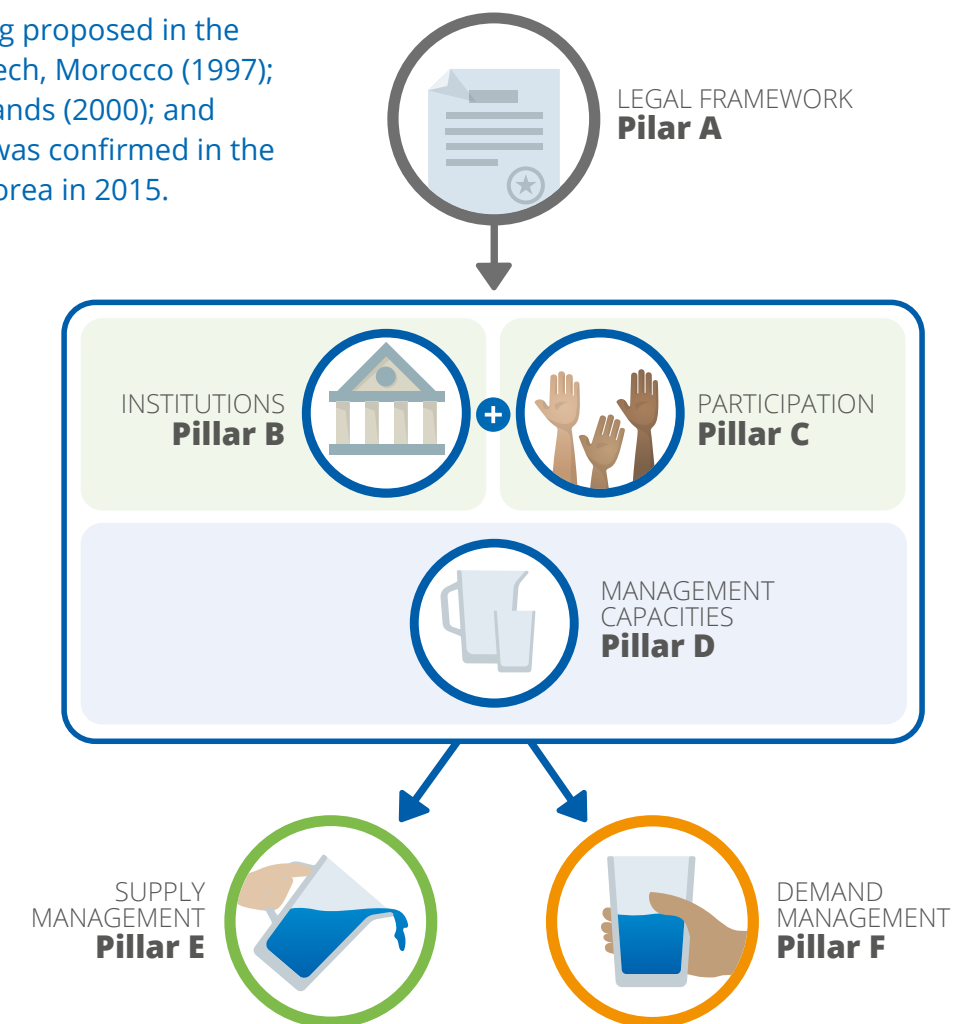 g proposed in the
ech, Morocco (1997);
ands (2000); and
was confirmed in the
orea in 2015.
LEGAL FRAMEWORK
Pilar A
INSTITUTIONS
Pillar B
+
PARTICIPATION
Pillar C
MANAGEMENT
CAPACITIES
Pillar D
SUPPLY
MANAGEMENT
Pillar E
DEMAND
MANAGEMENT
Pillar F